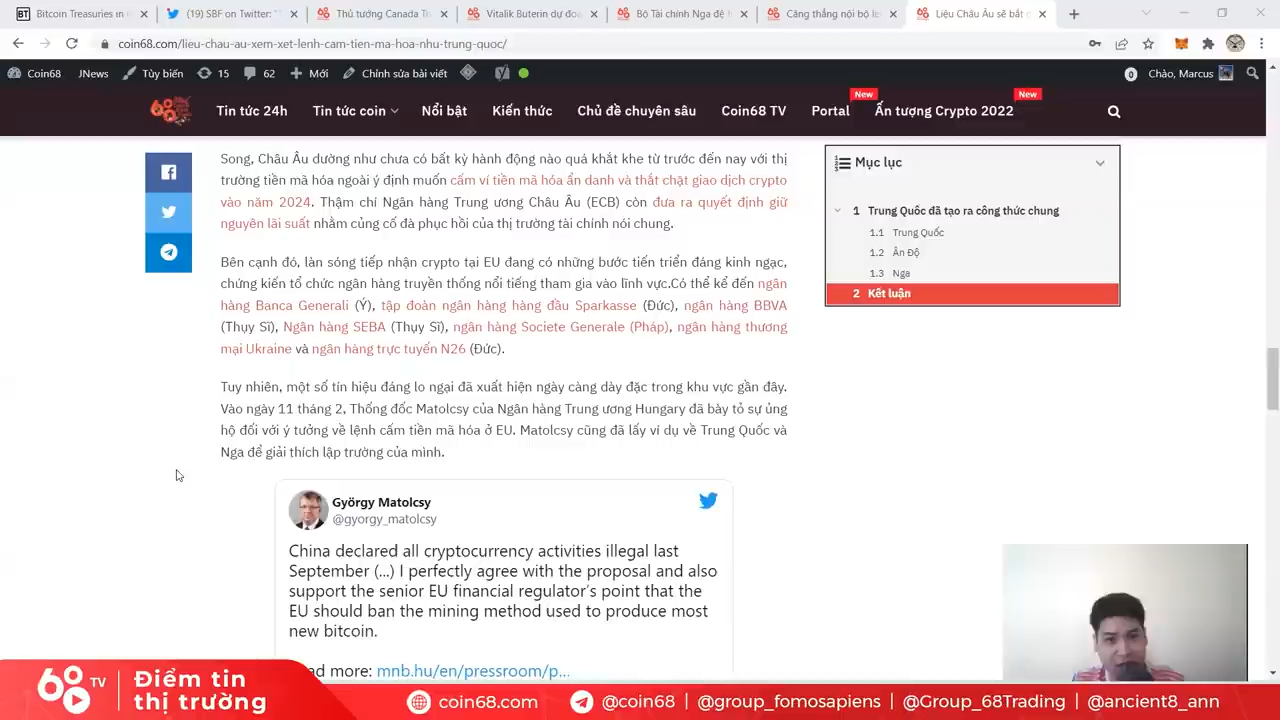 Bitcoin Treasuries in
(19) SBF on Twitter: "
Thủ tướng Canada Tr
Vitalik Buterin dự đoá
Bộ Tài chính Nga đệ
Căng thẳng nội bộ
Liệu Châu Âu sẽ bắt
coin68.com/lieu-chau-au-xem-xet-lenh-cam-tien-ma-hoa-nhu-trung-quoc/
Coin68 JNews Tùy biến 15 62 Mới Chỉnh sửa bài viết 0 Chào, Marcus
68
Tin tức 24h Tin tức coin Nổi bật Kiến thức Chủ đề chuyên sâu Coin68 TV Portal New Ấn tượng Crypto 2022 New
Song, Châu Âu dường như chưa có bất kỳ hành động nào quá khắt khe từ trước đến nay với thị
trường tiền mã hóa ngoài ý định muốn cấm ví tiền mã hóa ẩn danh và thắt chặt giao dịch crypto
vào năm 2024. Thậm chí Ngân hàng Trung ương Châu Âu (ECB) còn đưa ra quyết định giữ
nguyên lãi suất nhằm củng cố đà phục hồi của thị trường tài chính nói chung.
Bên cạnh đó, làn sóng tiếp nhận crypto tại EU đang có những bước tiến triển đáng kinh ngạc,
chứng kiến tổ chức ngân hàng truyền thống nổi tiếng tham gia vào lĩnh vực.Có thể kể đến ngân
hàng Banca Generali (Ý), tập đoàn ngân hàng hàng đầu Sparkasse (Đức), ngân hàng BBVA
(Thụy Sĩ), Ngân hàng SEBA (Thụy Sĩ), ngân hàng Societe Generale (Pháp), ngân hàng thương
mại Ukraine và ngân hàng trực tuyến N26 (Đức).
Tuy nhiên, một số tín hiệu đáng lo ngại đã xuất hiện ngày càng dày đặc trong khu vực gần đây.
Vào ngày 11 tháng 2, Thống đốc Matolcsy của Ngân hàng Trung ương Hungary đã bày tỏ sự ủng
hộ đối với ý tưởng về lệnh cấm tiền mã hóa ở EU. Matolcsy cũng đã lấy ví dụ về Trung Quốc và
Nga để giải thích lập trường của mình.
Mục lục
1 Trung Quốc đã tạo ra công thức chung
1.1 Trung Quốc
1.2 Ấn Độ
1.3 Nga
2 Kết luận
György Matolcsy
@gyorgy_matolcsy
China declared all cryptocurrency activities illegal last
September (...) I perfectly agree with the proposal and also
support the senior EU financial regulator's point that the
EU should ban the mining method used to produce most
new bitcoin.
ad more: mnb.hu/en/pressroom/p...
68 TV
Điểm tin
thị trường
coin68.com @coin68 | @group_fomosapiens | @Group_68Trading | @ancient8_ann